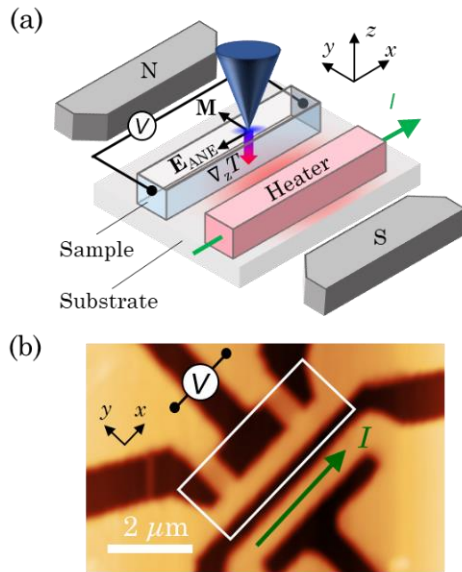 (a)
N
z
y
x
V
M
I
E_ANE
∇_zT
Heater
Sample
S
Substrate
(b)
V
y
x
I
2 μm